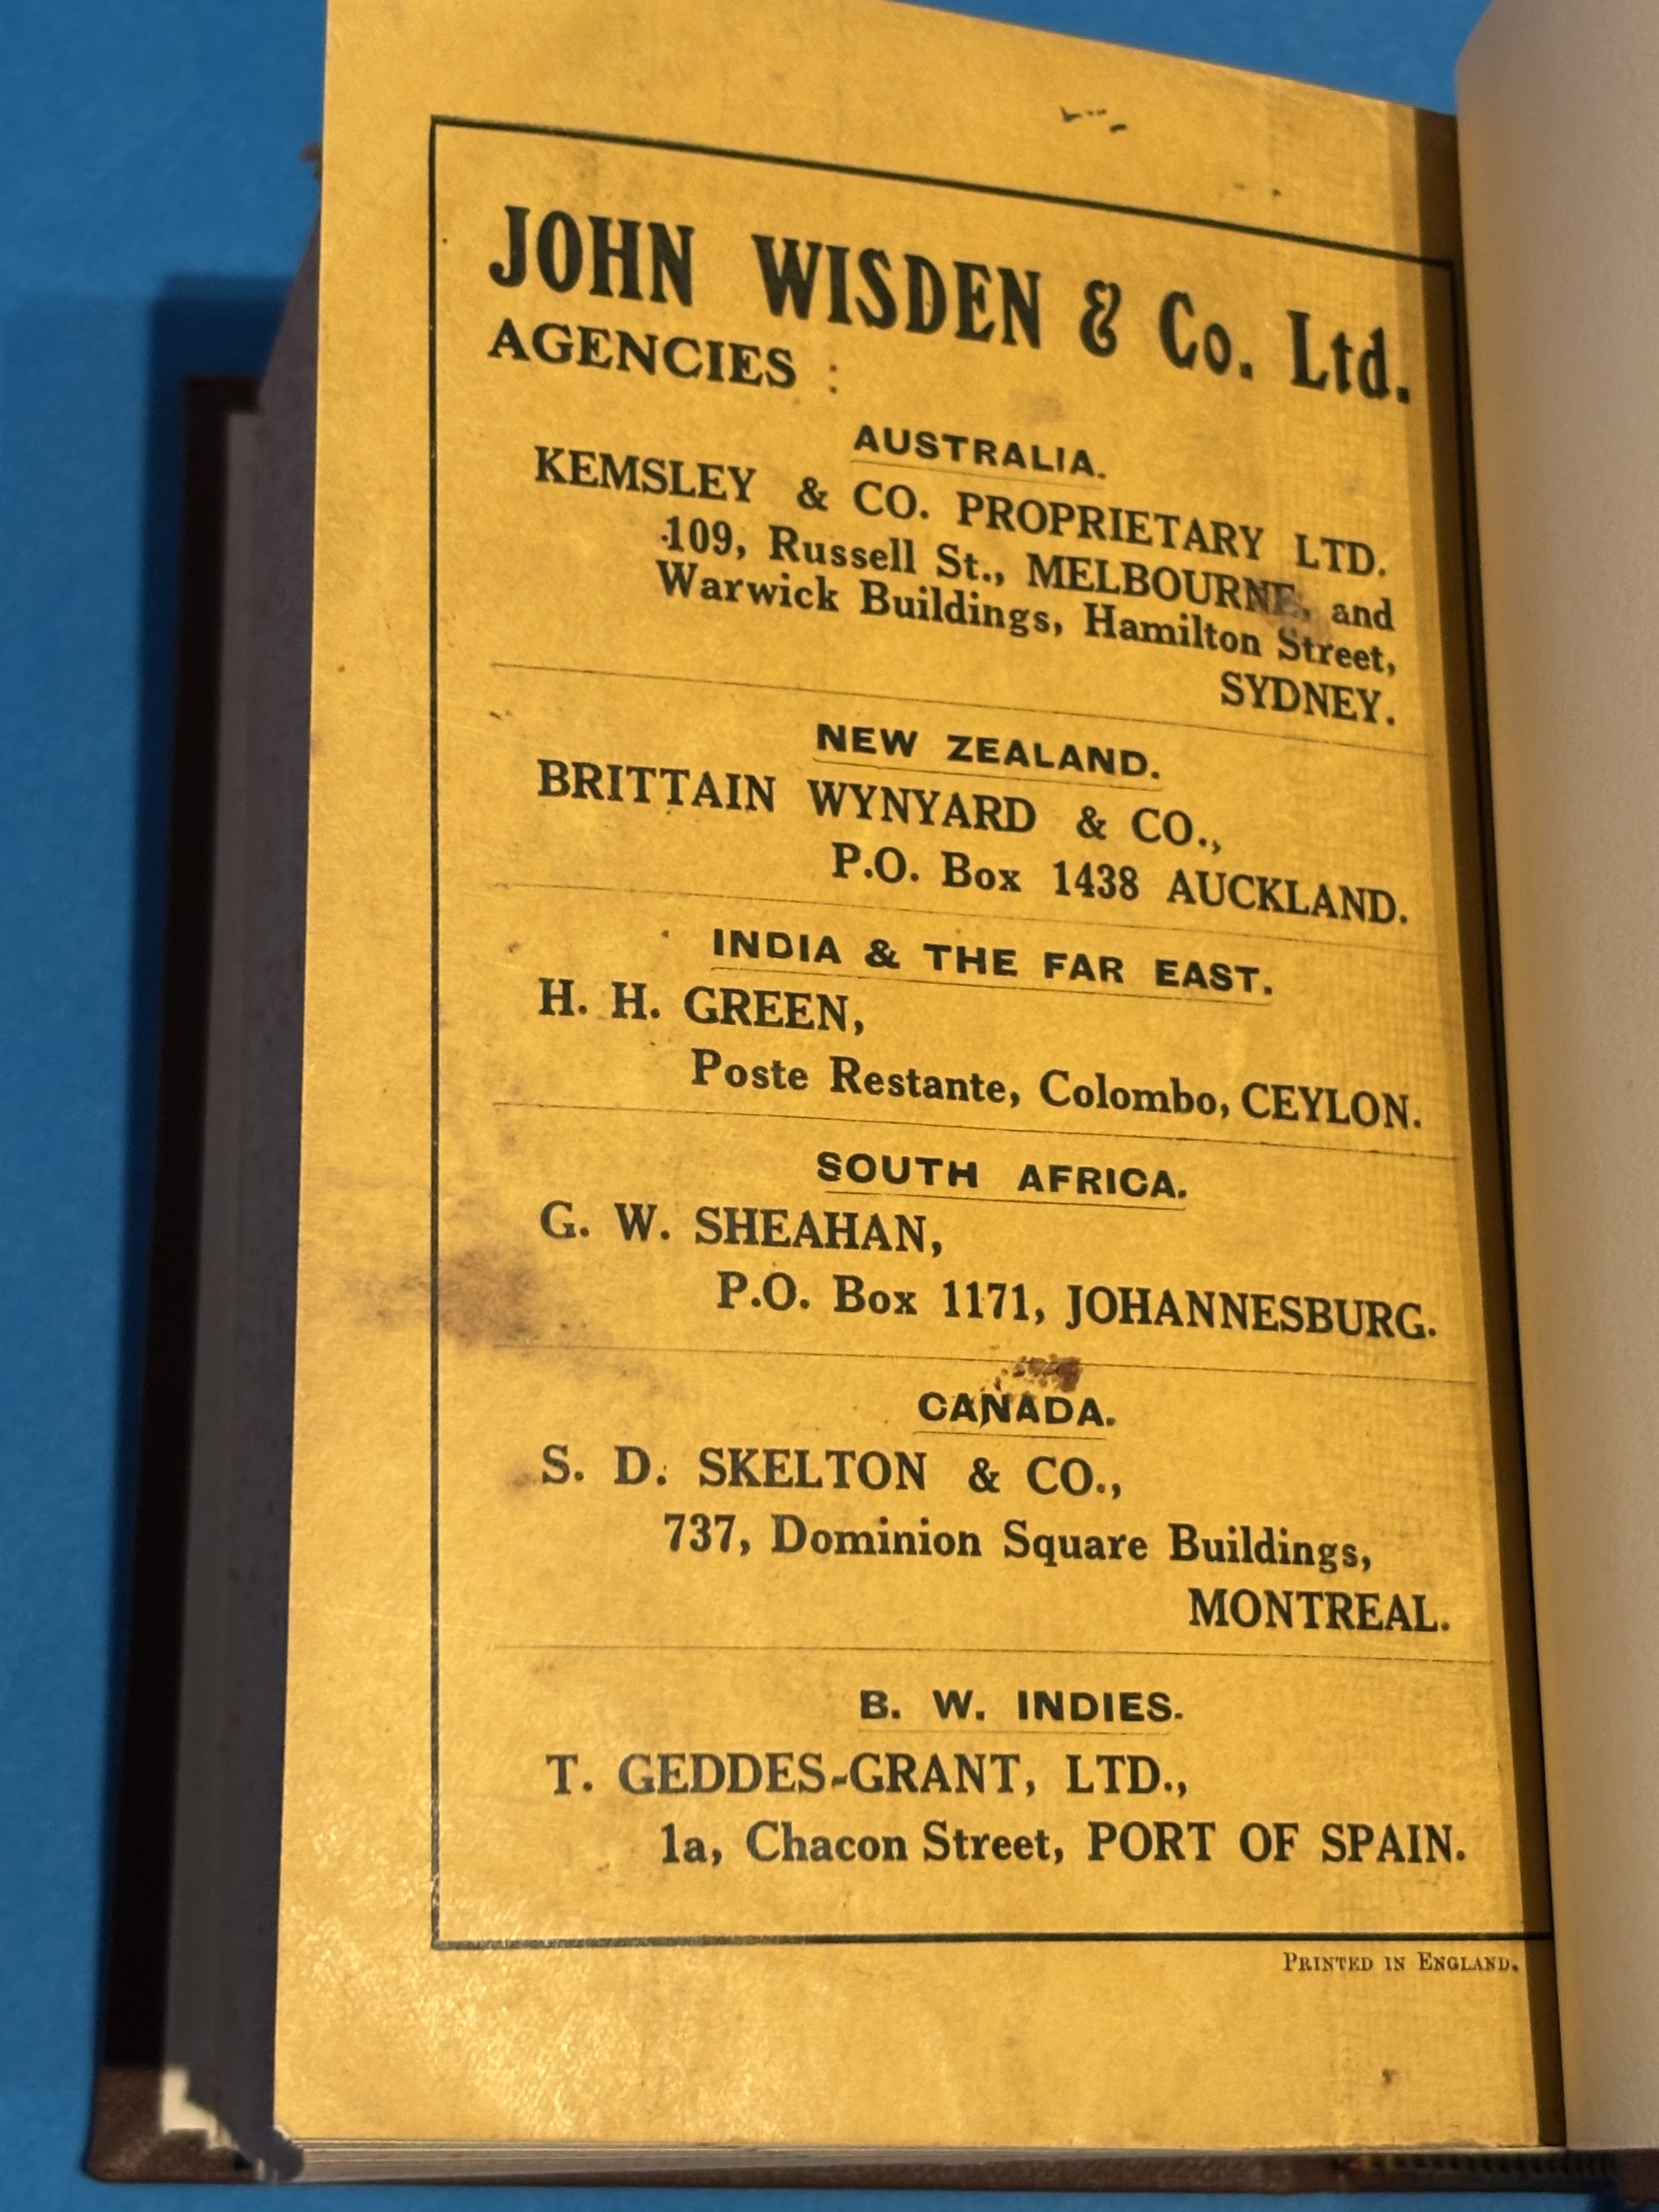 JOHN WISDEN & Co. Ltd.
AGENCIES :
AUSTRALIA.
KEMSLEY & CO. PROPRIETARY LTD.
109, Russell St., MELBOURNE, and
Warwick Buildings, Hamilton Street,
SYDNEY.
NEW ZEALAND.
BRITTAIN WYNYARD & CO.,
P.O. Box 1438 AUCKLAND.
INDIA & THE FAR EAST.
H. H. GREEN,
Poste Restante, Colombo, CEYLON.
SOUTH AFRICA.
G. W. SHEAHAN,
P.O. Box 1171, JOHANNESBURG.
CANADA.
S. D. SKELTON & CO.,
737, Dominion Square Buildings,
MONTREAL.
B. W. INDIES.
T. GEDDES-GRANT, LTD.,
1a, Chacon Street, PORT OF SPAIN.
PRINTED IN ENGLAND.